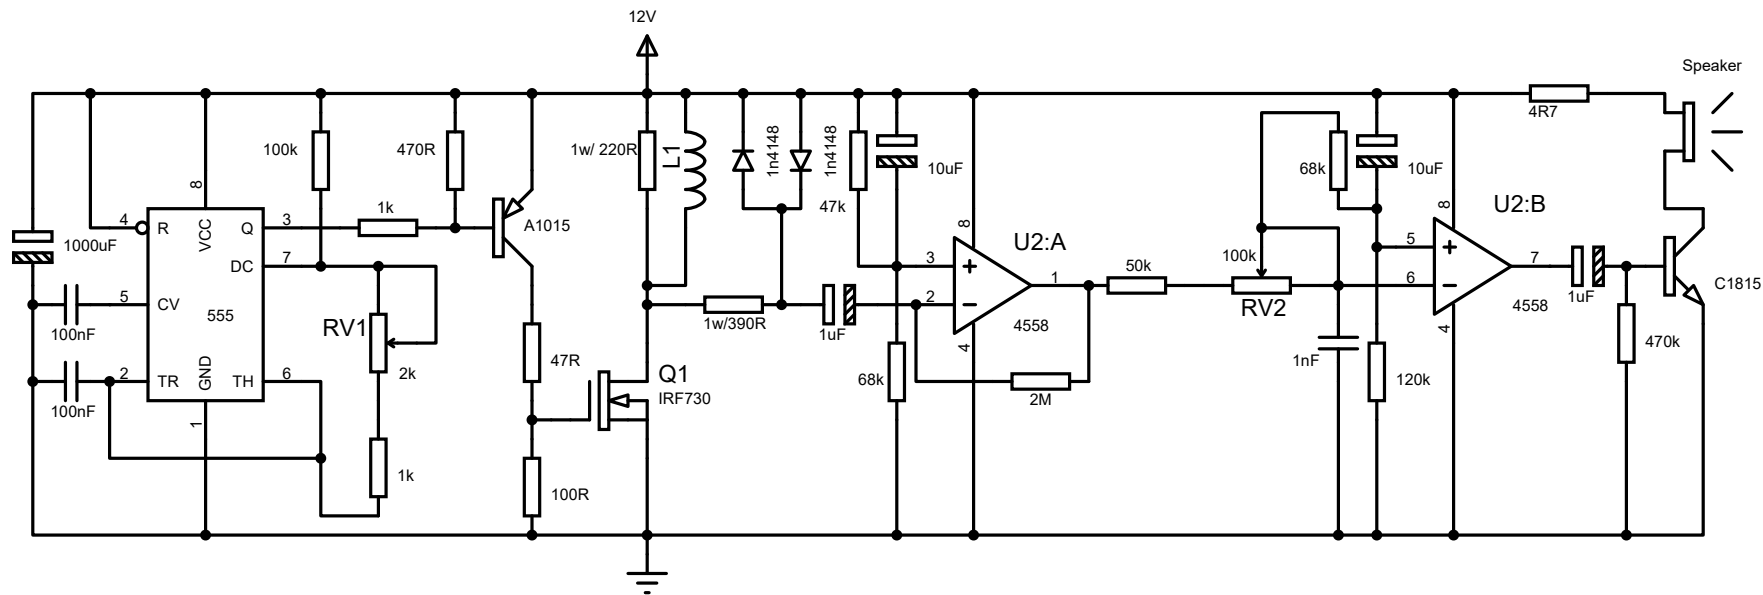 12V
Speaker
4R7
100k
470R
1w/ 220R
L1
1n4148
1n4148
10uF
47k
68k
10uF
8
4
R
VCC
Q
3
1k
A1015
U2:A
U2:B
8
8
1000uF
DC
7
3
+
1
50k
100k
RV2
5
+
7
C1815
5
CV
555
RV1
100nF
2
−
1w/390R
1uF
4558
4
6
−
4558
4
1uF
470k
2
TR
GND
TH
6
2k
100nF
1
47R
Q1
IRF730
68k
2M
1nF
120k
1k
100R